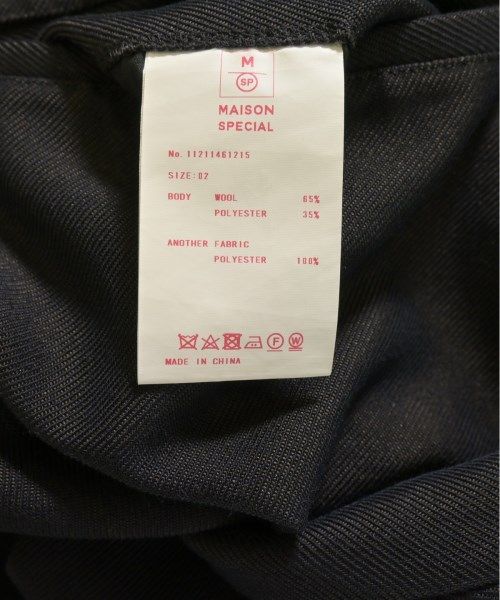 M
SP
MAISON
SPECIAL
No. 11211461215
SIZE:02
BODY WOOL 65%
POLYESTER 35%
ANOTHER FABRIC
POLYESTER 100%
F W
MADE IN CHINA